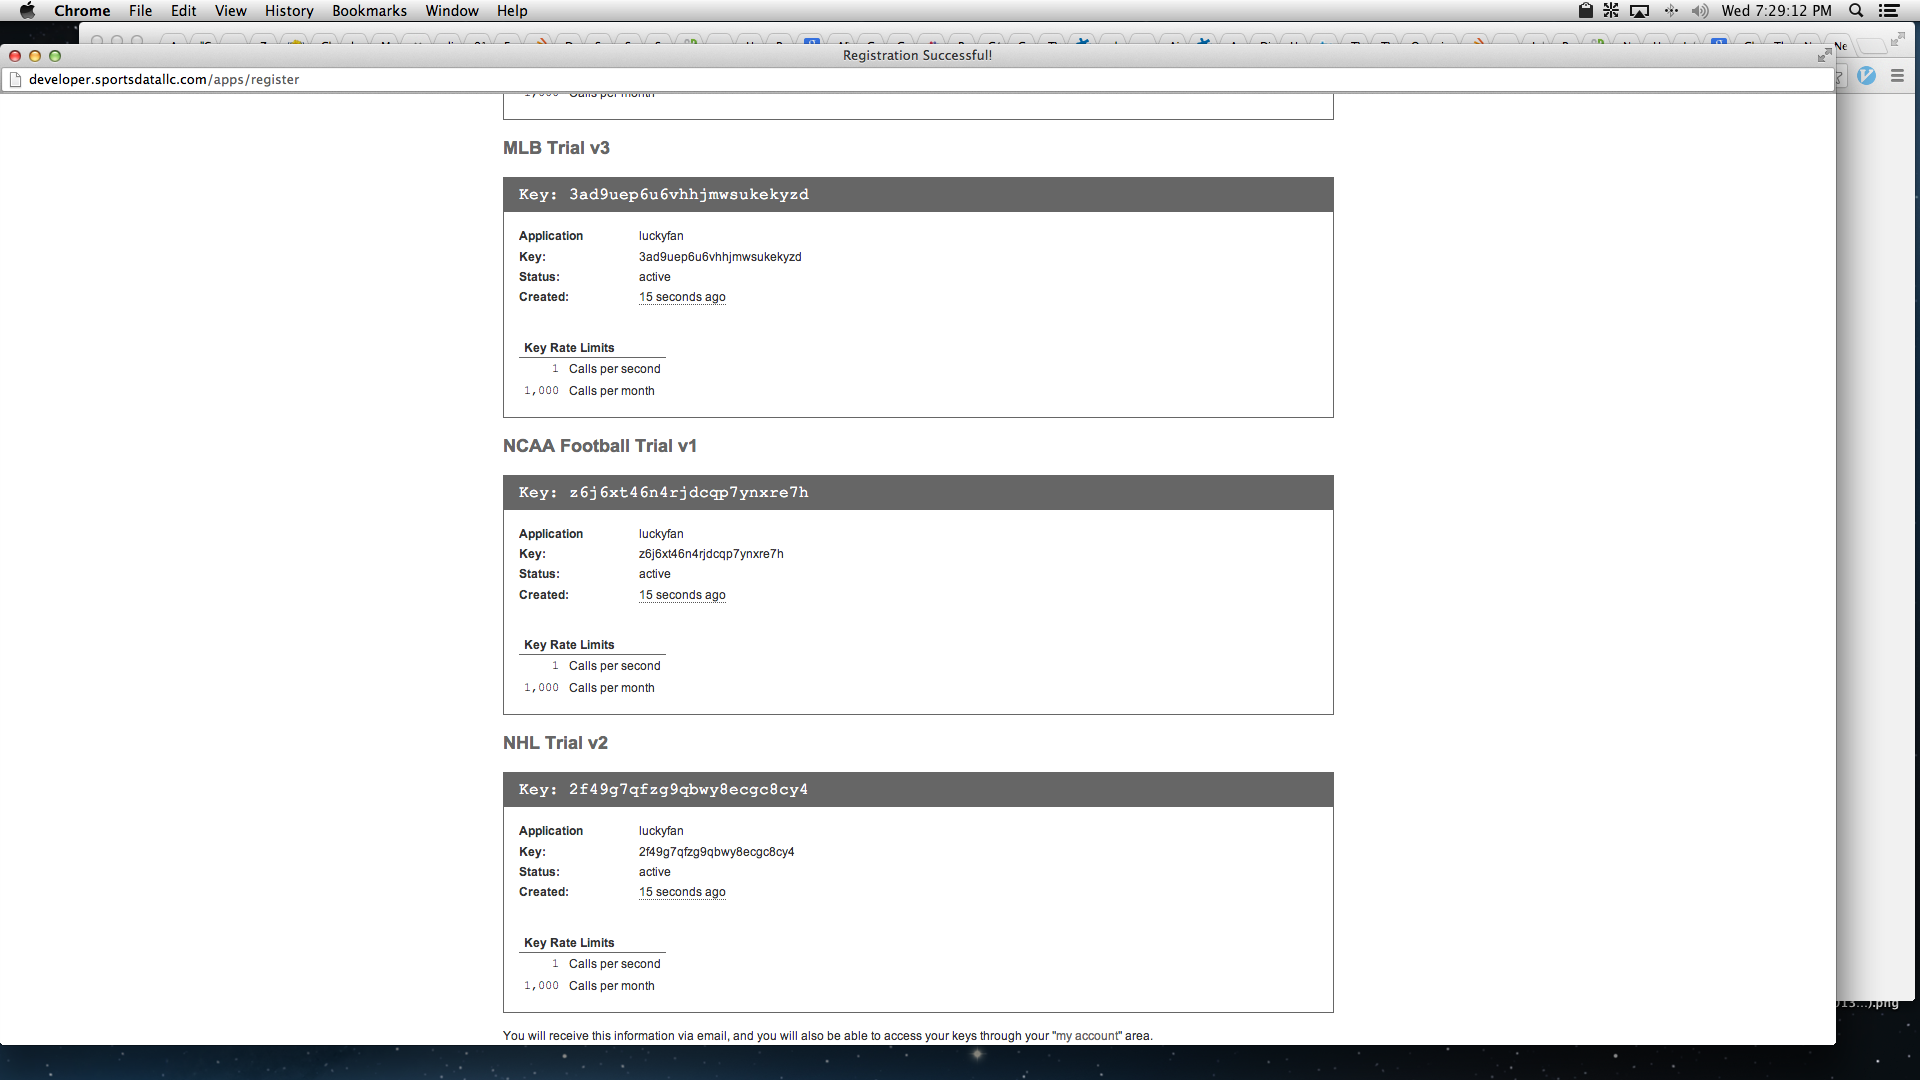 Chrome File Edit View History Bookmarks Window Help Wed 7:29:12 PM
Registration Successful!
developer.sportsdatallc.com/apps/register
1,000 Calls per month
MLB Trial v3
Key: 3ad9uep6u6vhhjmwsukekyzd
Application luckyfan
Key: 3ad9uep6u6vhhjmwsukekyzd
Status: active
Created: 15 seconds ago
Key Rate Limits
1 Calls per second
1,000 Calls per month
NCAA Football Trial v1
Key: z6j6xt46n4rjdcqp7ynxre7h
Application luckyfan
Key: z6j6xt46n4rjdcqp7ynxre7h
Status: active
Created: 15 seconds ago
Key Rate Limits
1 Calls per second
1,000 Calls per month
NHL Trial v2
Key: 2f49g7qfzg9qbwy8ecgc8cy4
Application luckyfan
Key: 2f49g7qfzg9qbwy8ecgc8cy4
Status: active
Created: 15 seconds ago
Key Rate Limits
1 Calls per second
1,000 Calls per month
You will receive this information via email, and you will also be able to access your keys through your "my account" area.